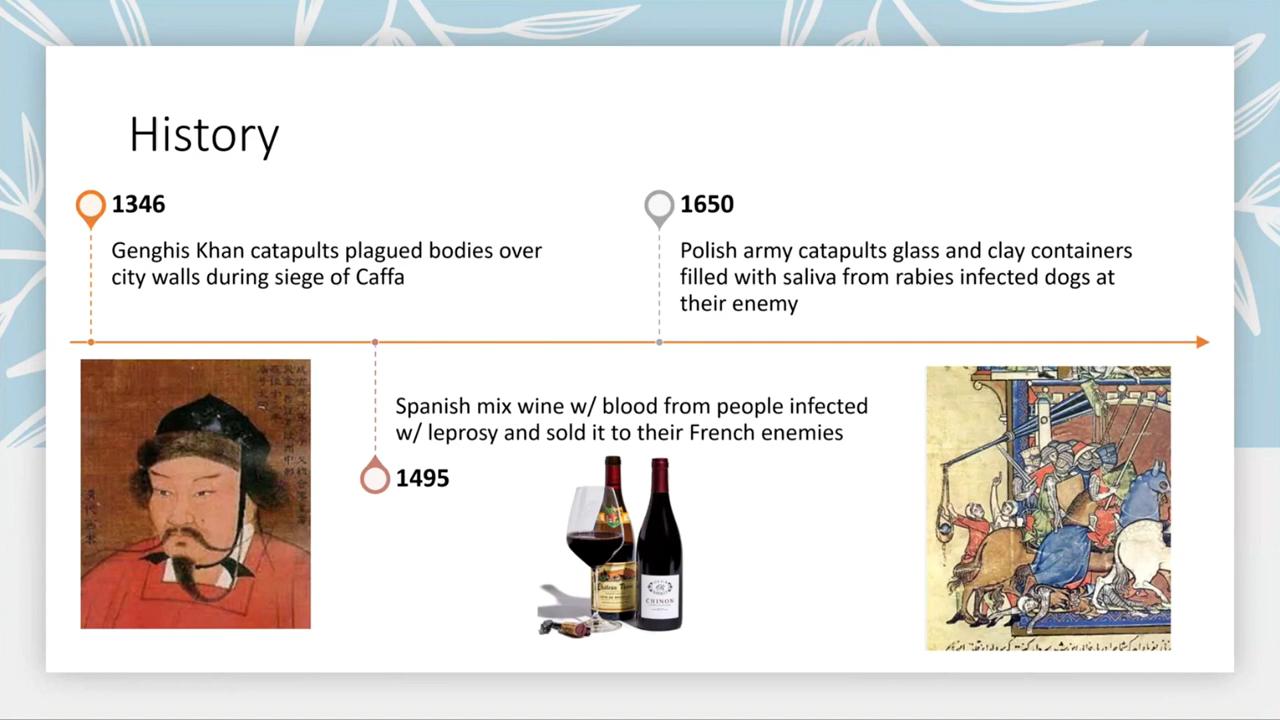 History
1346
Genghis Khan catapults plagued bodies over
city walls during siege of Caffa
1650
Polish army catapults glass and clay containers
filled with saliva from rabies infected dogs at
their enemy
Spanish mix wine w/ blood from people infected
w/ leprosy and sold it to their French enemies
1495
CHINON